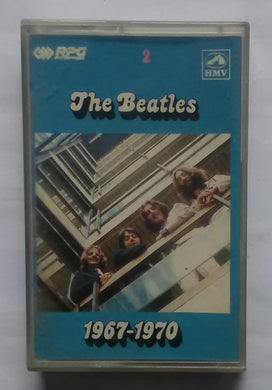 RPG
2
HMV
The Beatles
1967-1970